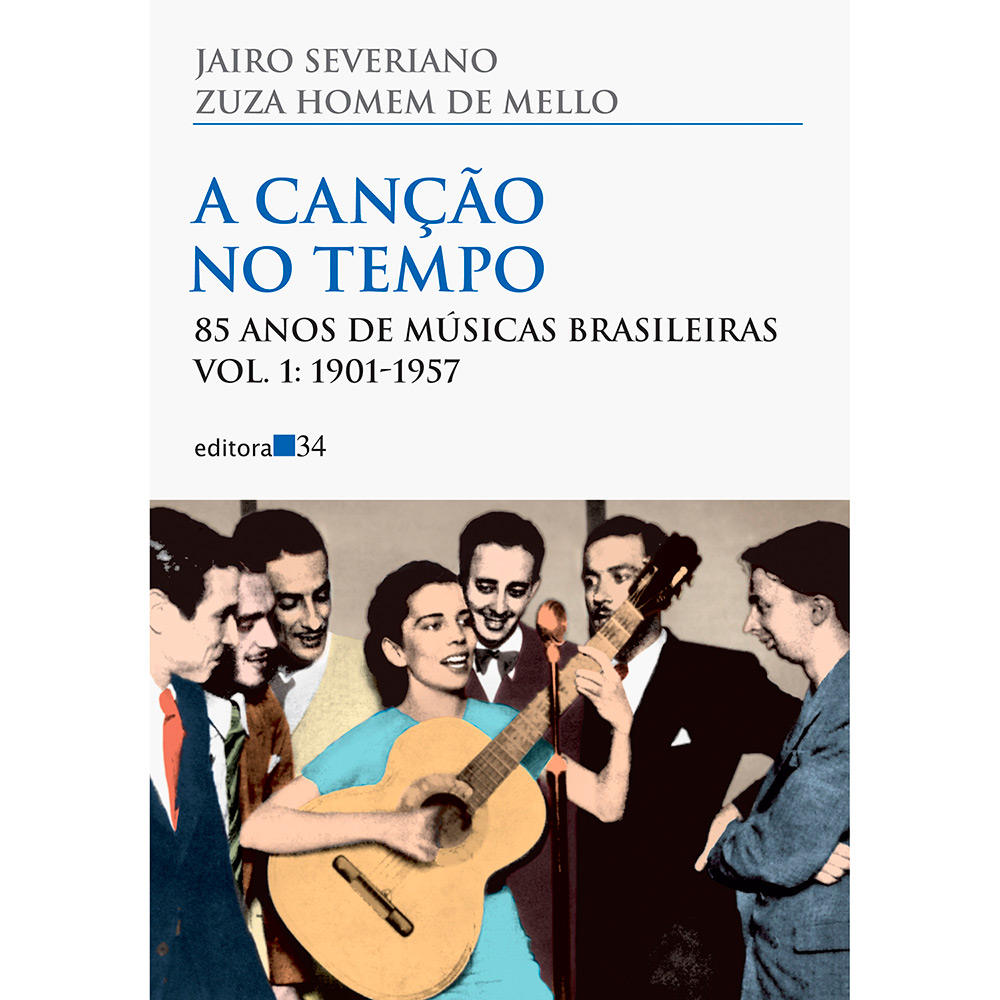 JAIRO SEVERIANO
ZUZA HOMEM DE MELLO
A CANÇÃO
NO TEMPO
85 ANOS DE MÚSICAS BRASILEIRAS
VOL. 1: 1901-1957
editora 34